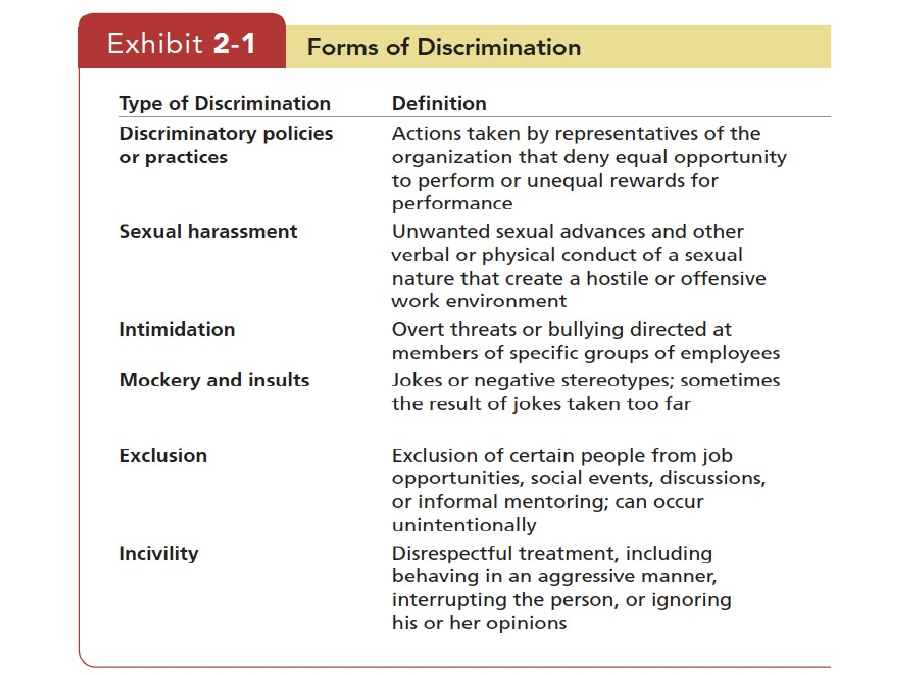 Exhibit 2-1 Forms of Discrimination
Type of Discrimination Definition
Discriminatory policies Actions taken by representatives of the
or practices organization that deny equal opportunity
to perform or unequal rewards for
performance
Sexual harassment Unwanted sexual advances and other
verbal or physical conduct of a sexual
nature that create a hostile or offensive
work environment
Intimidation Overt threats or bullying directed at
members of specific groups of employees
Mockery and insults Jokes or negative stereotypes; sometimes
the result of jokes taken too far
Exclusion Exclusion of certain people from job
opportunities, social events, discussions,
or informal mentoring; can occur
unintentionally
Incivility Disrespectful treatment, including
behaving in an aggressive manner,
interrupting the person, or ignoring
his or her opinions